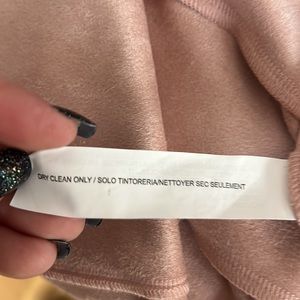 DRY CLEAN ONLY / SOLO TINTORERIA/NETTOYER SEC SEULEMENT